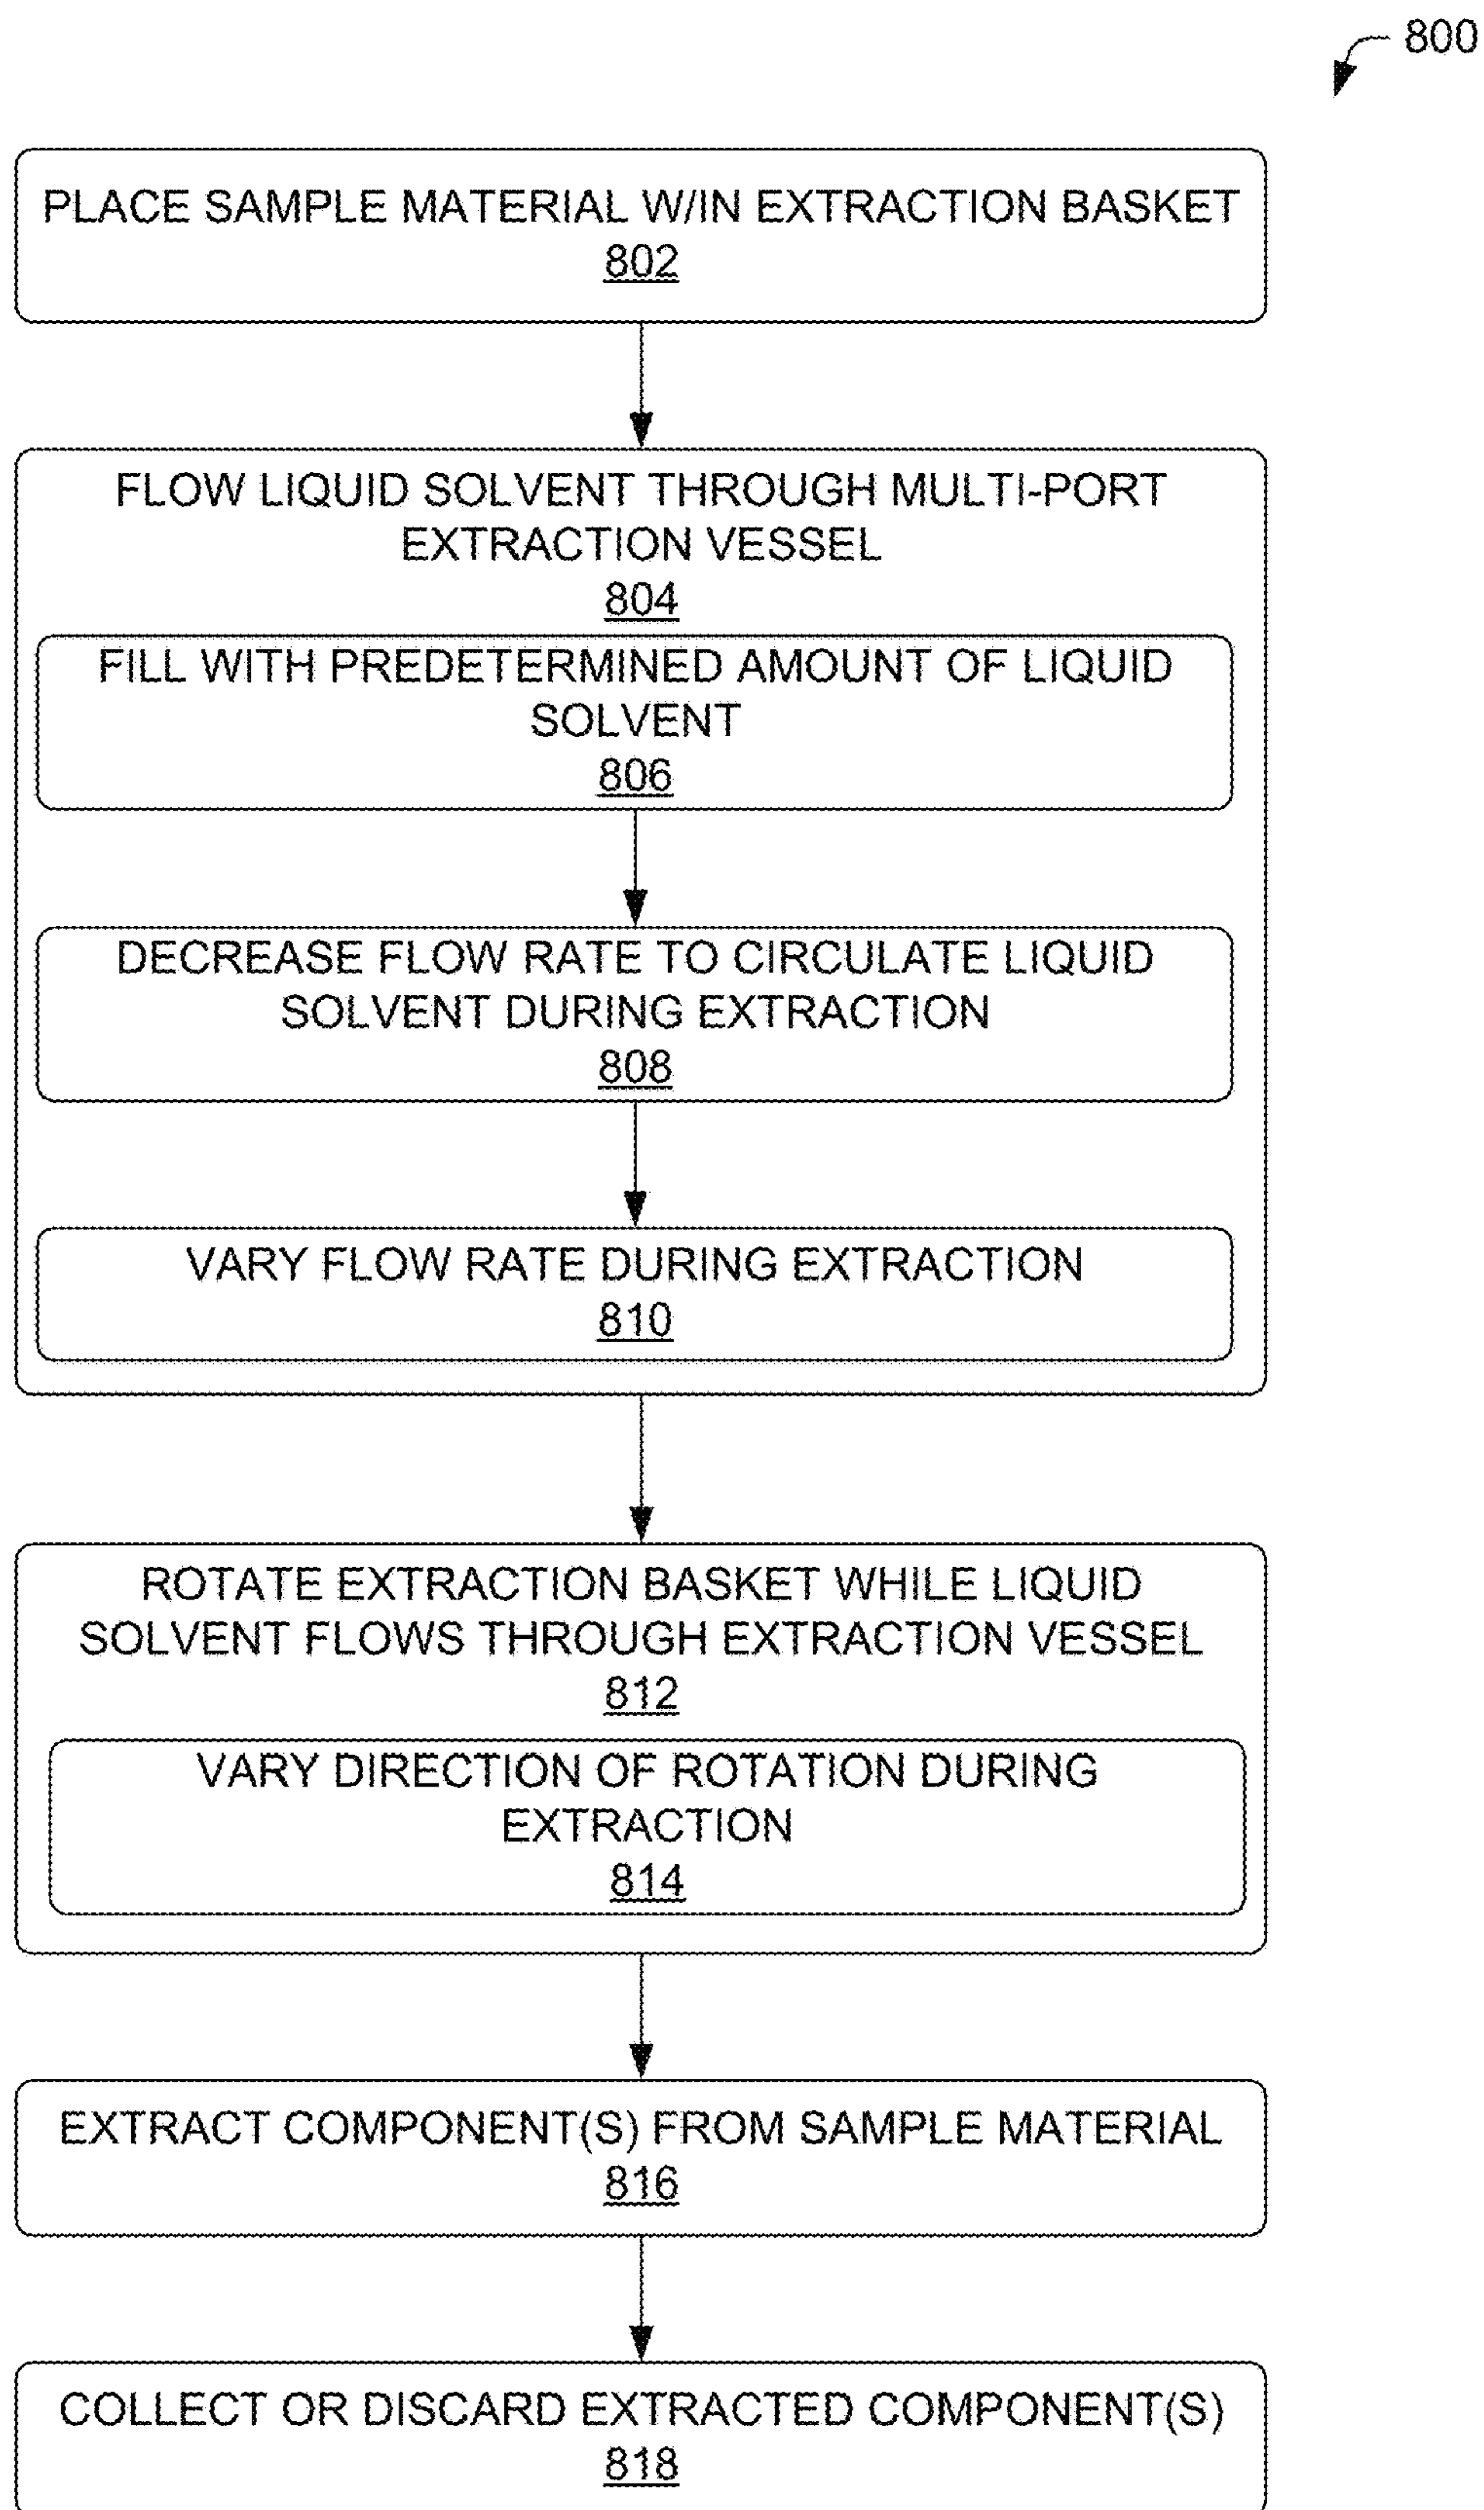 800
PLACE SAMPLE MATERIAL W/IN EXTRACTION BASKET
802
FLOW LIQUID SOLVENT THROUGH MULTI-PORT
EXTRACTION VESSEL
804
FILL WITH PREDETERMINED AMOUNT OF LIQUID
SOLVENT
806
DECREASE FLOW RATE TO CIRCULATE LIQUID
SOLVENT DURING EXTRACTION
808
VARY FLOW RATE DURING EXTRACTION
810
ROTATE EXTRACTION BASKET WHILE LIQUID
SOLVENT FLOWS THROUGH EXTRACTION VESSEL
812
VARY DIRECTION OF ROTATION DURING
EXTRACTION
814
EXTRACT COMPONENT(S) FROM SAMPLE MATERIAL
816
COLLECT OR DISCARD EXTRACTED COMPONENT(S)
818